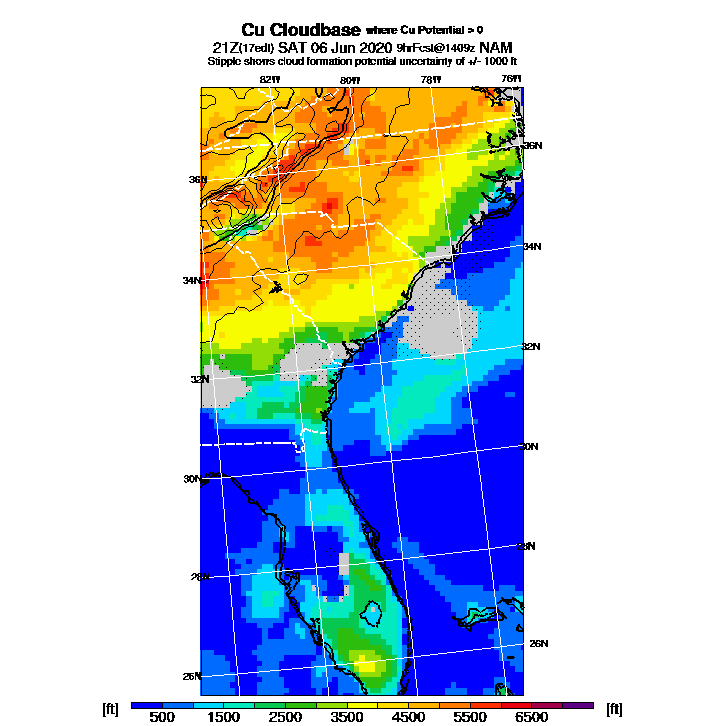 Cu Cloudbase where Cu Potential > 0
21Z(17edt) SAT 06 Jun 2020 9hrFcst@1409z NAM
Stipple shows cloud formation potential uncertainty of +/- 1000 ft
82W 80W 78W 76W
36N
36N
34N
34N
32N
32N
30N
30N
28N
28N
26N
26N
[ft] 500 1500 2500 3500 4500 5500 6500 [ft]